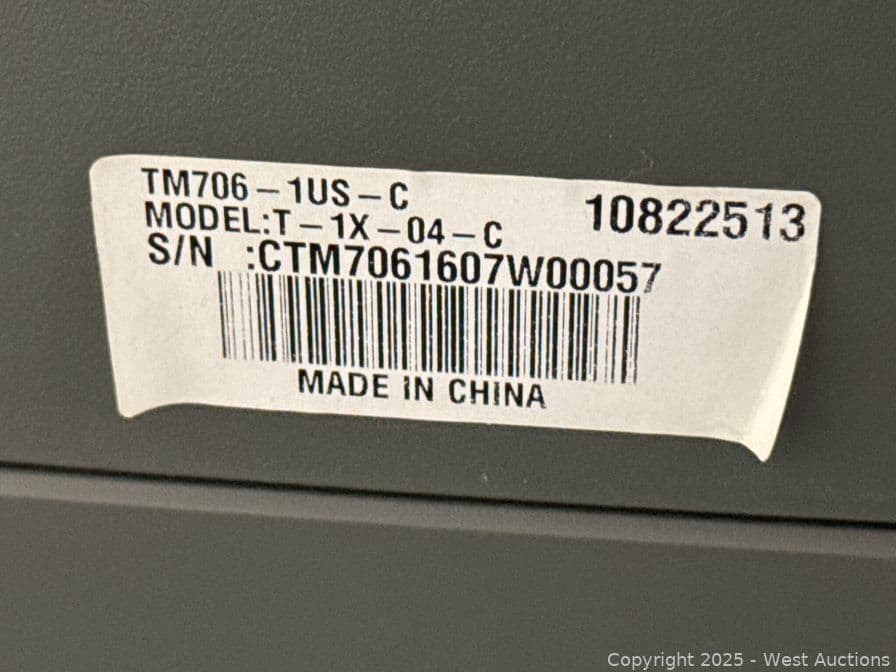 TM706-1US-C
10822513
MODEL:T-1X-04-C
S/N :CTM7061607W00057
MADE IN CHINA
Copyright 2025 - West Auctions